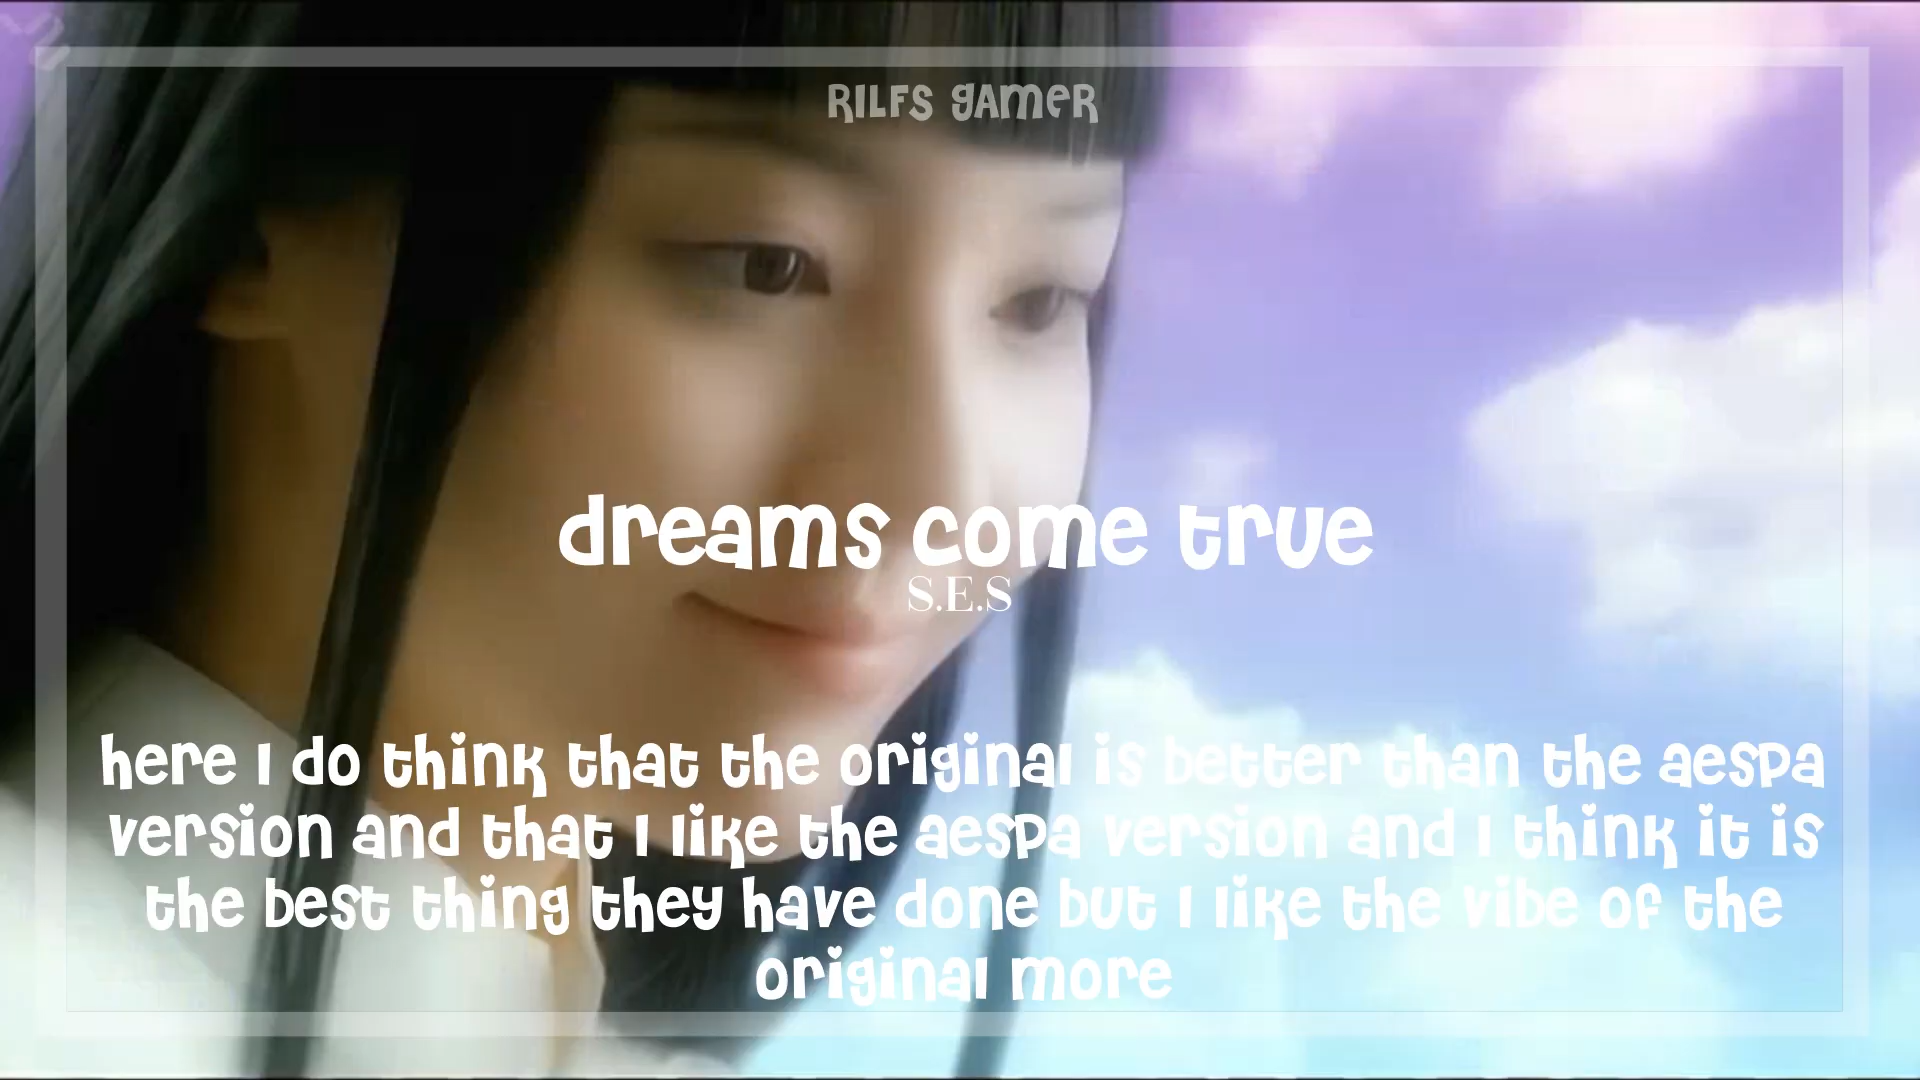 RILFS GAMER
dreams come true
S.E.S
here I do think that the original is better than the aespa
version and that I like the aespa version and I think it is
the best thing they have done but I like the vibe of the
original more